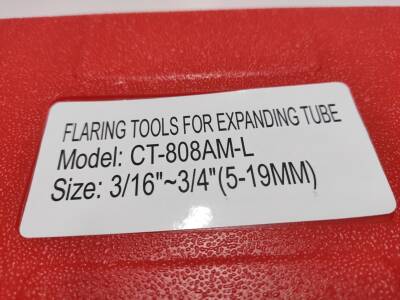 FLARING TOOLS FOR EXPANDING TUBE
Model: CT-808AM-L
Size: 3/16"~3/4"(5-19MM)